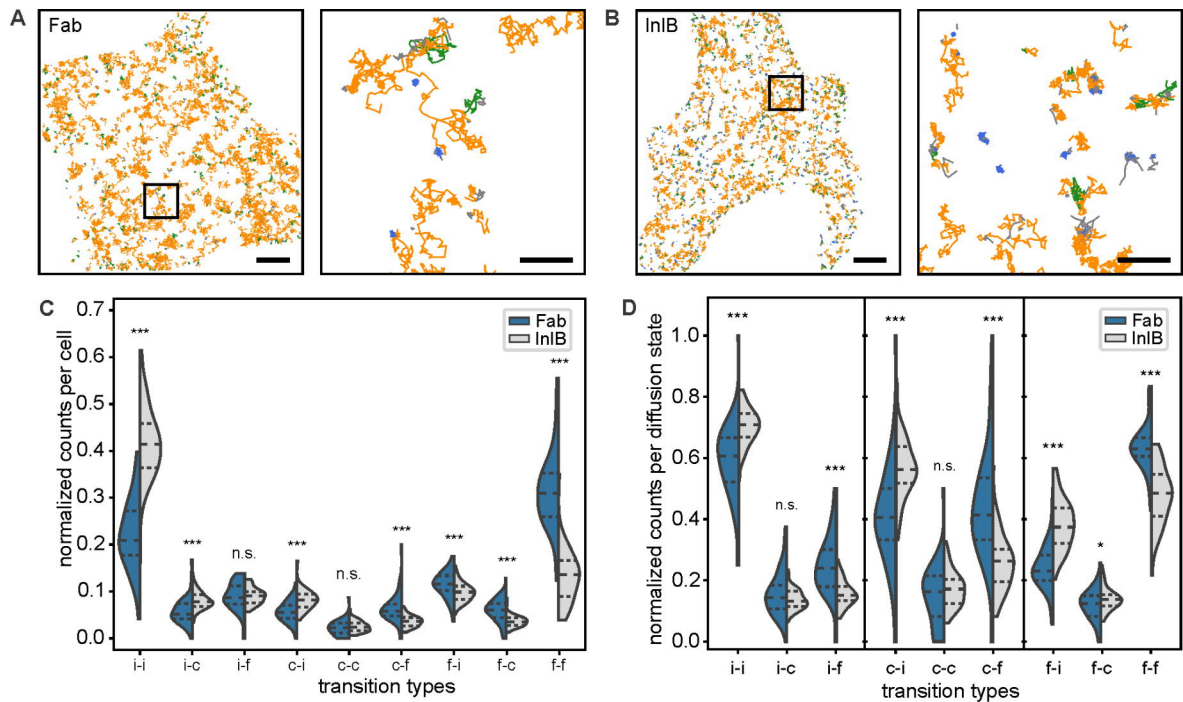 A
Fab
B
InlB
C
normalized counts per cell
0.7
0.6
0.5
0.4
0.3
0.2
0.1
0.0
***
***
n.s.
***
n.s.
***
***
***
***
Fab
InlB
i-i
i-c
i-f
c-i
c-c
c-f
f-i
f-c
f-f
transition types
D
normalized counts per diffusion state
1.0
0.8
0.6
0.4
0.2
0.0
***
n.s.
***
***
n.s.
***
***
*
***
Fab
InlB
i-i
i-c
i-f
c-i
c-c
c-f
f-i
f-c
f-f
transition types